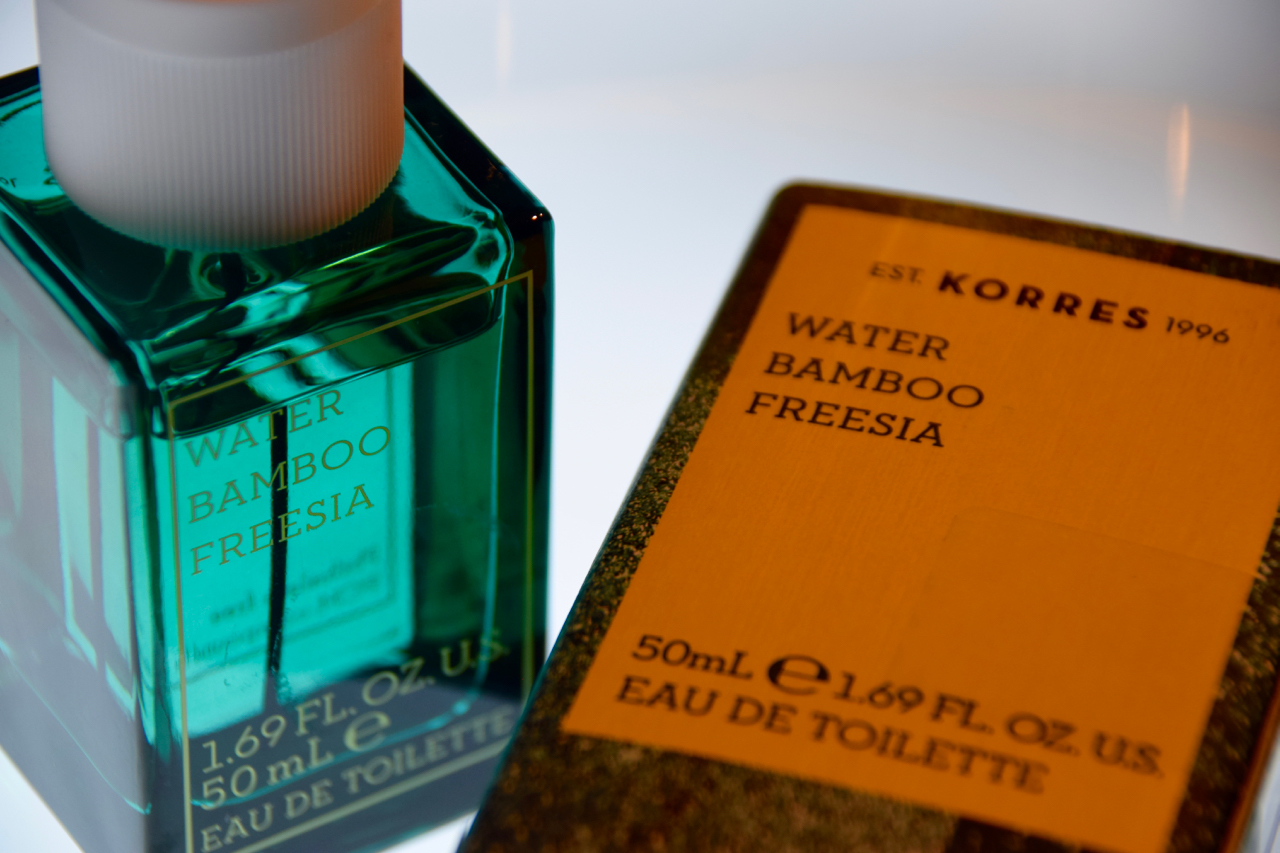 WATER
BAMBOO
FREESIA
1.69 FL. OZ. U.S.
50 mL e
EAU DE TOILETTE
EST. KORRES 1996
WATER
BAMBOO
FREESIA
50mL e 1.69 FL. OZ. U.S.
EAU DE TOILETTE